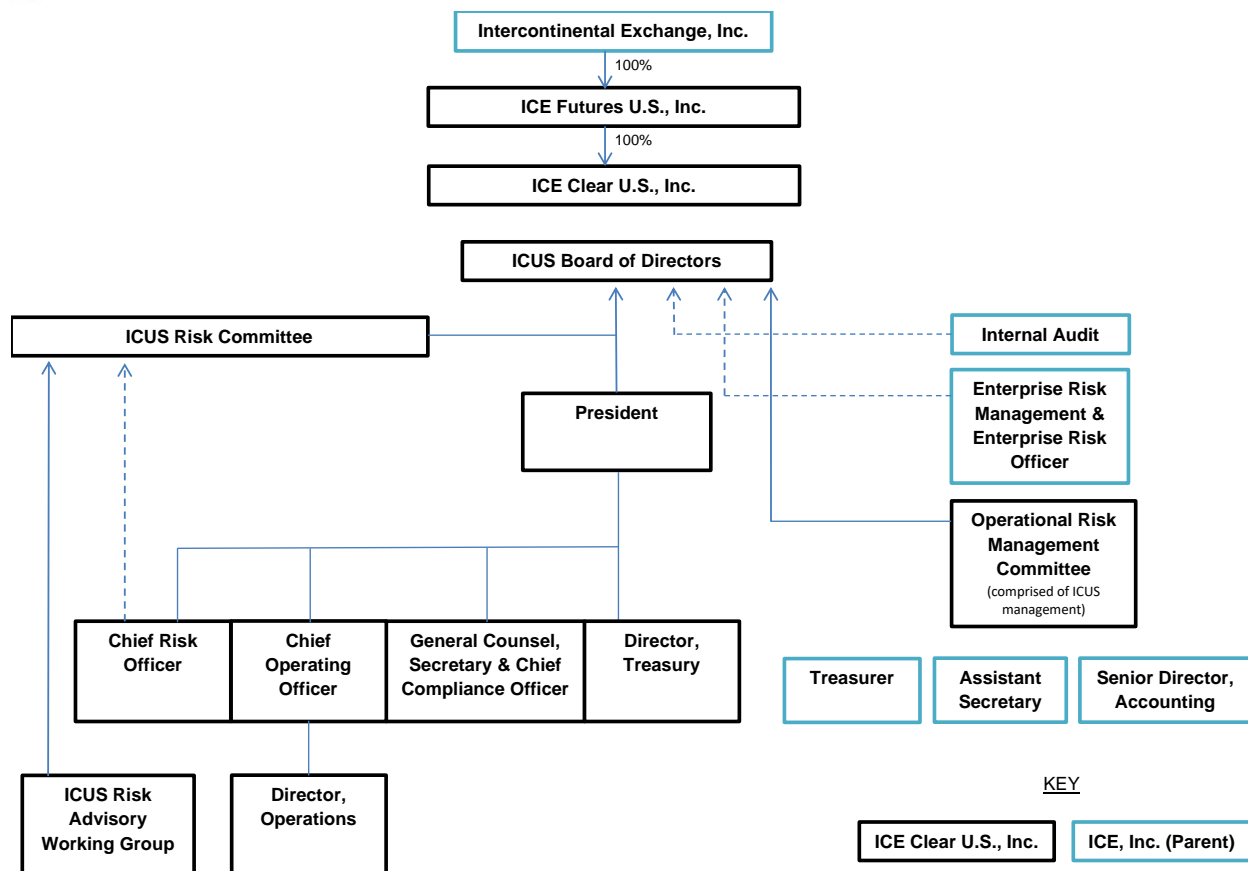 Intercontinental Exchange, Inc.
100%
ICE Futures U.S., Inc.
100%
ICE Clear U.S., Inc.
ICUS Board of Directors
ICUS Risk Committee
Internal Audit
President
Enterprise Risk
Management &
Enterprise Risk
Officer
Operational Risk
Management
Committee
(comprised of ICUS
management)
Chief Risk
Officer
Chief
Operating
Officer
General Counsel,
Secretary & Chief
Compliance Officer
Director,
Treasury
Treasurer
Assistant
Secretary
Senior Director,
Accounting
ICUS Risk
Advisory
Working Group
Director,
Operations
KEY
ICE Clear U.S., Inc.
ICE, Inc. (Parent)